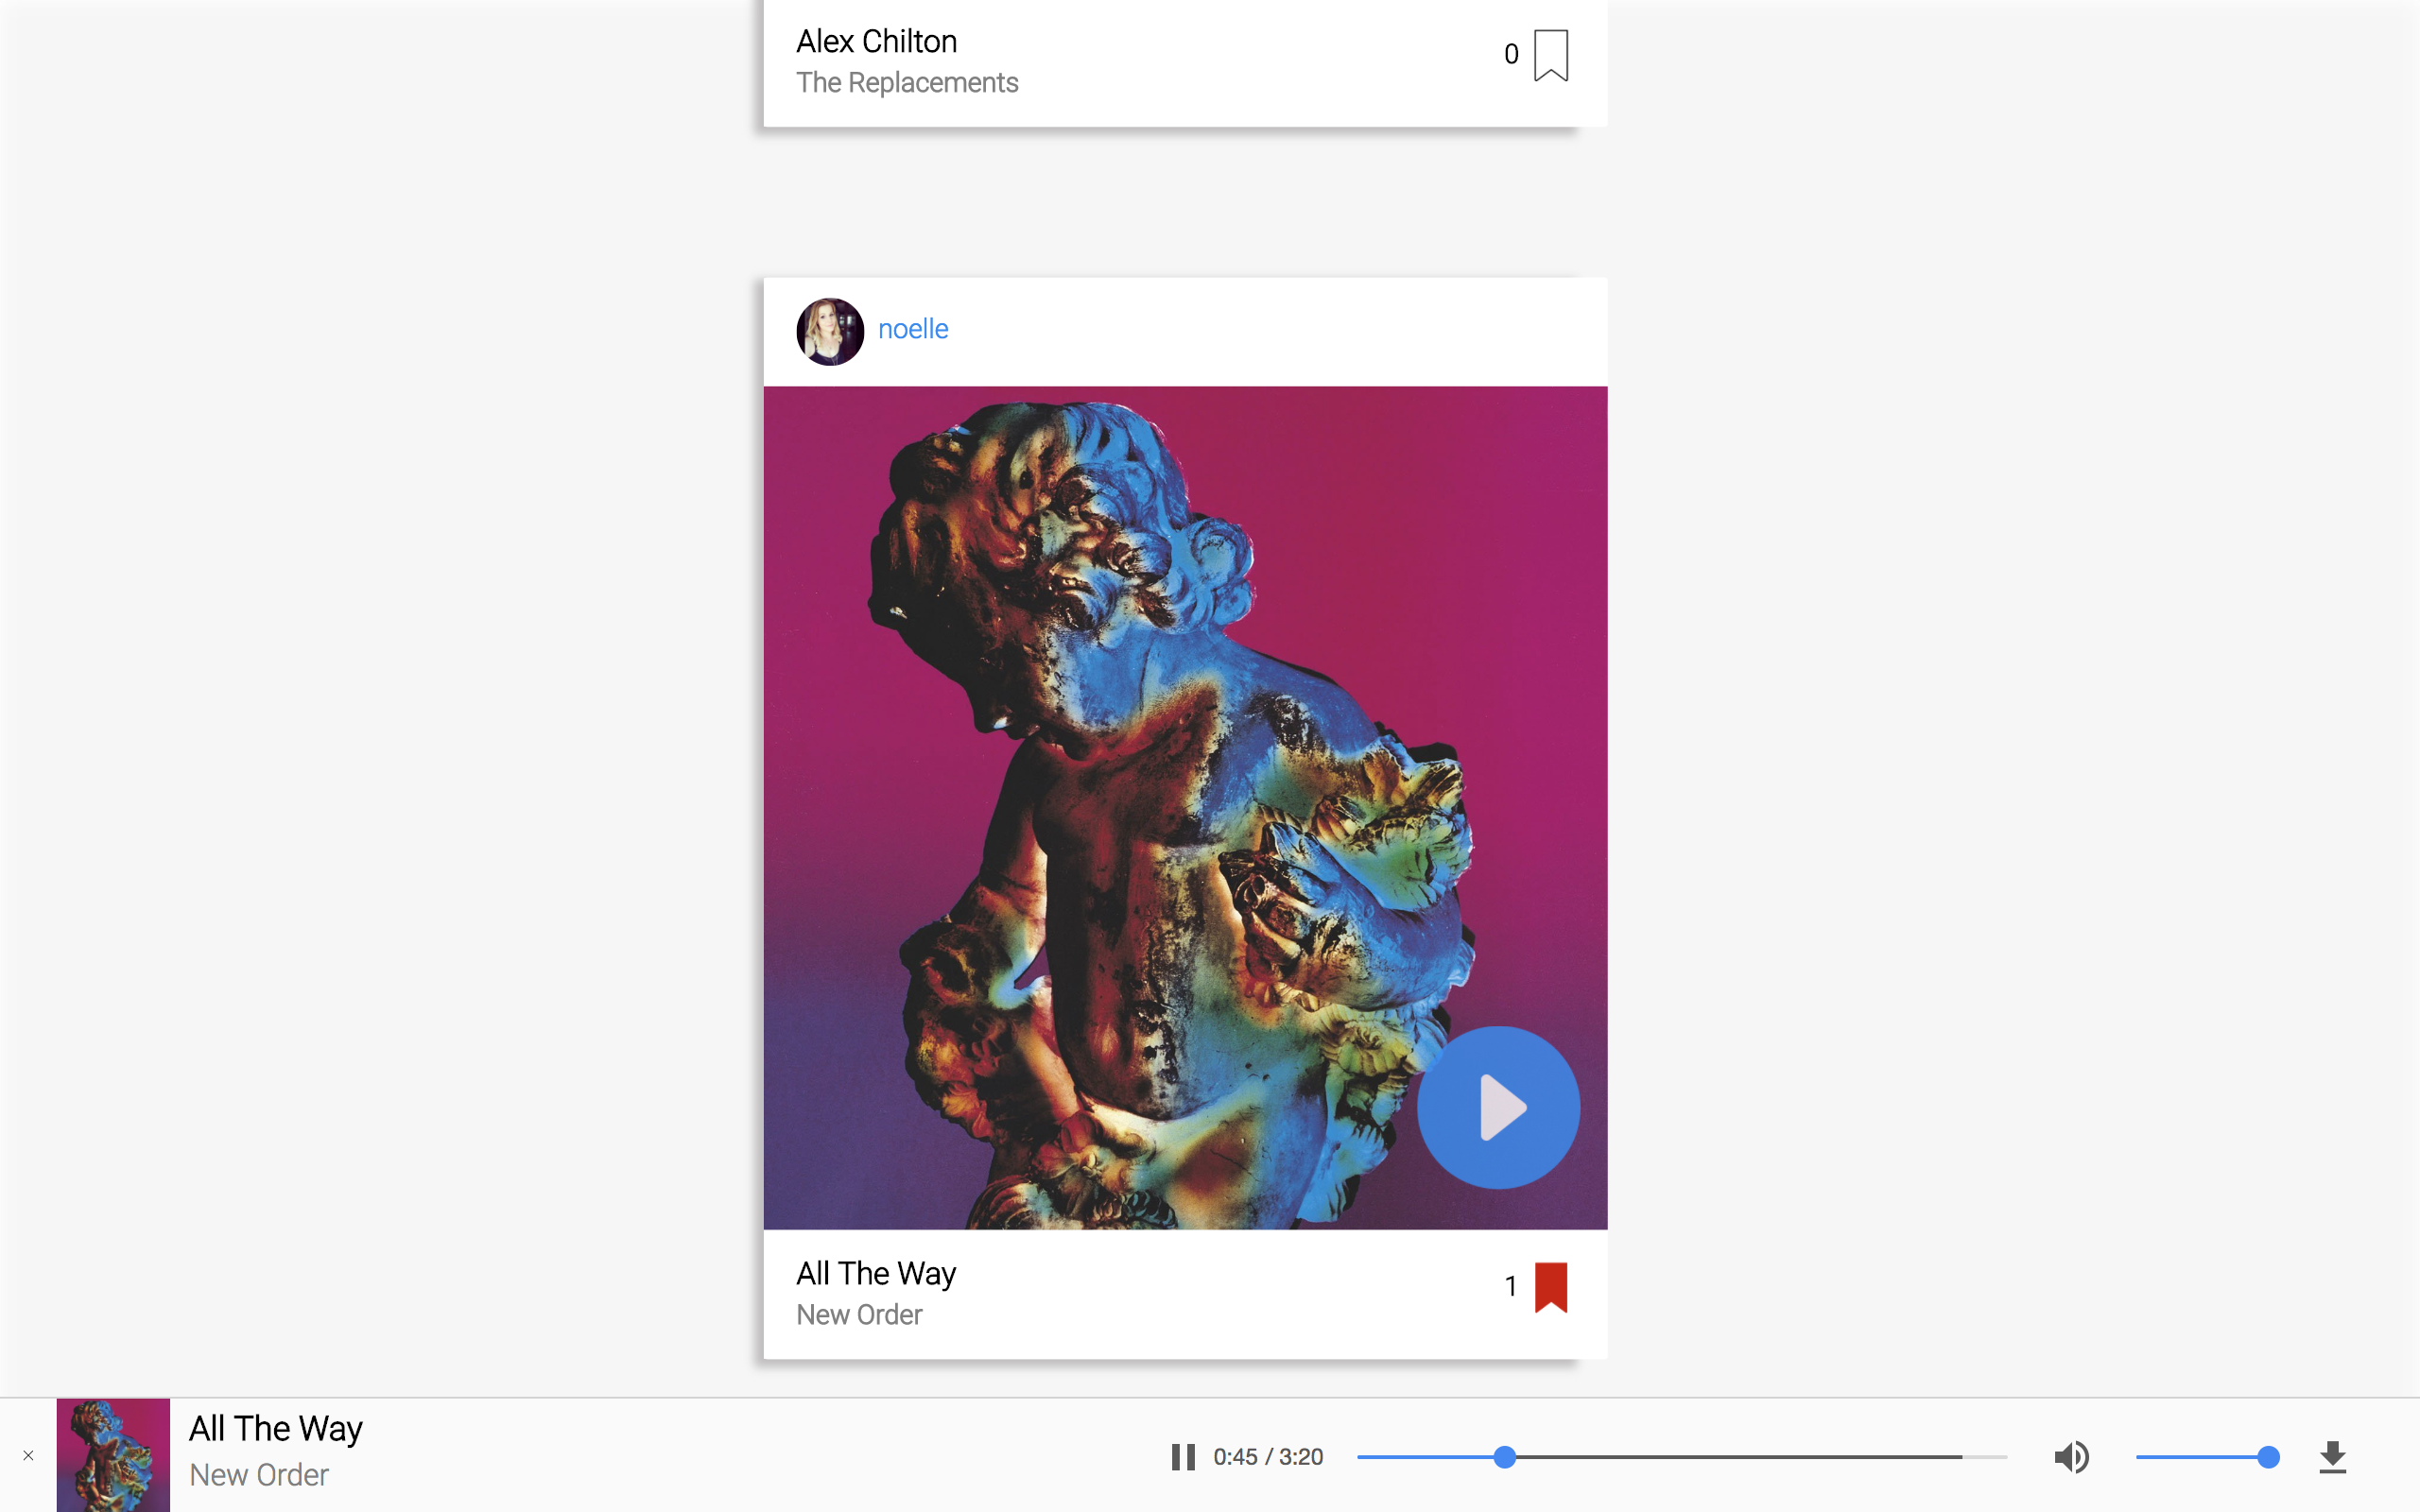 Alex Chilton
0
The Replacements
noelle
All The Way
1
New Order
All The Way
New Order
0:45 / 3:20